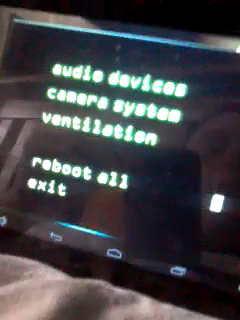 audio devices
camera system
ventilation
reboot all
exit